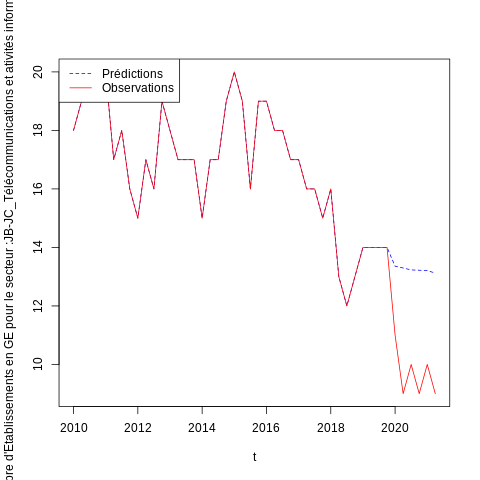 Prédictions
Observations
bre d'Etablissements en GE pour le secteur :JB-JC_Télécommunications et ativités inform
20
18
16
14
12
10
2010 2012 2014 2016 2018 2020
t